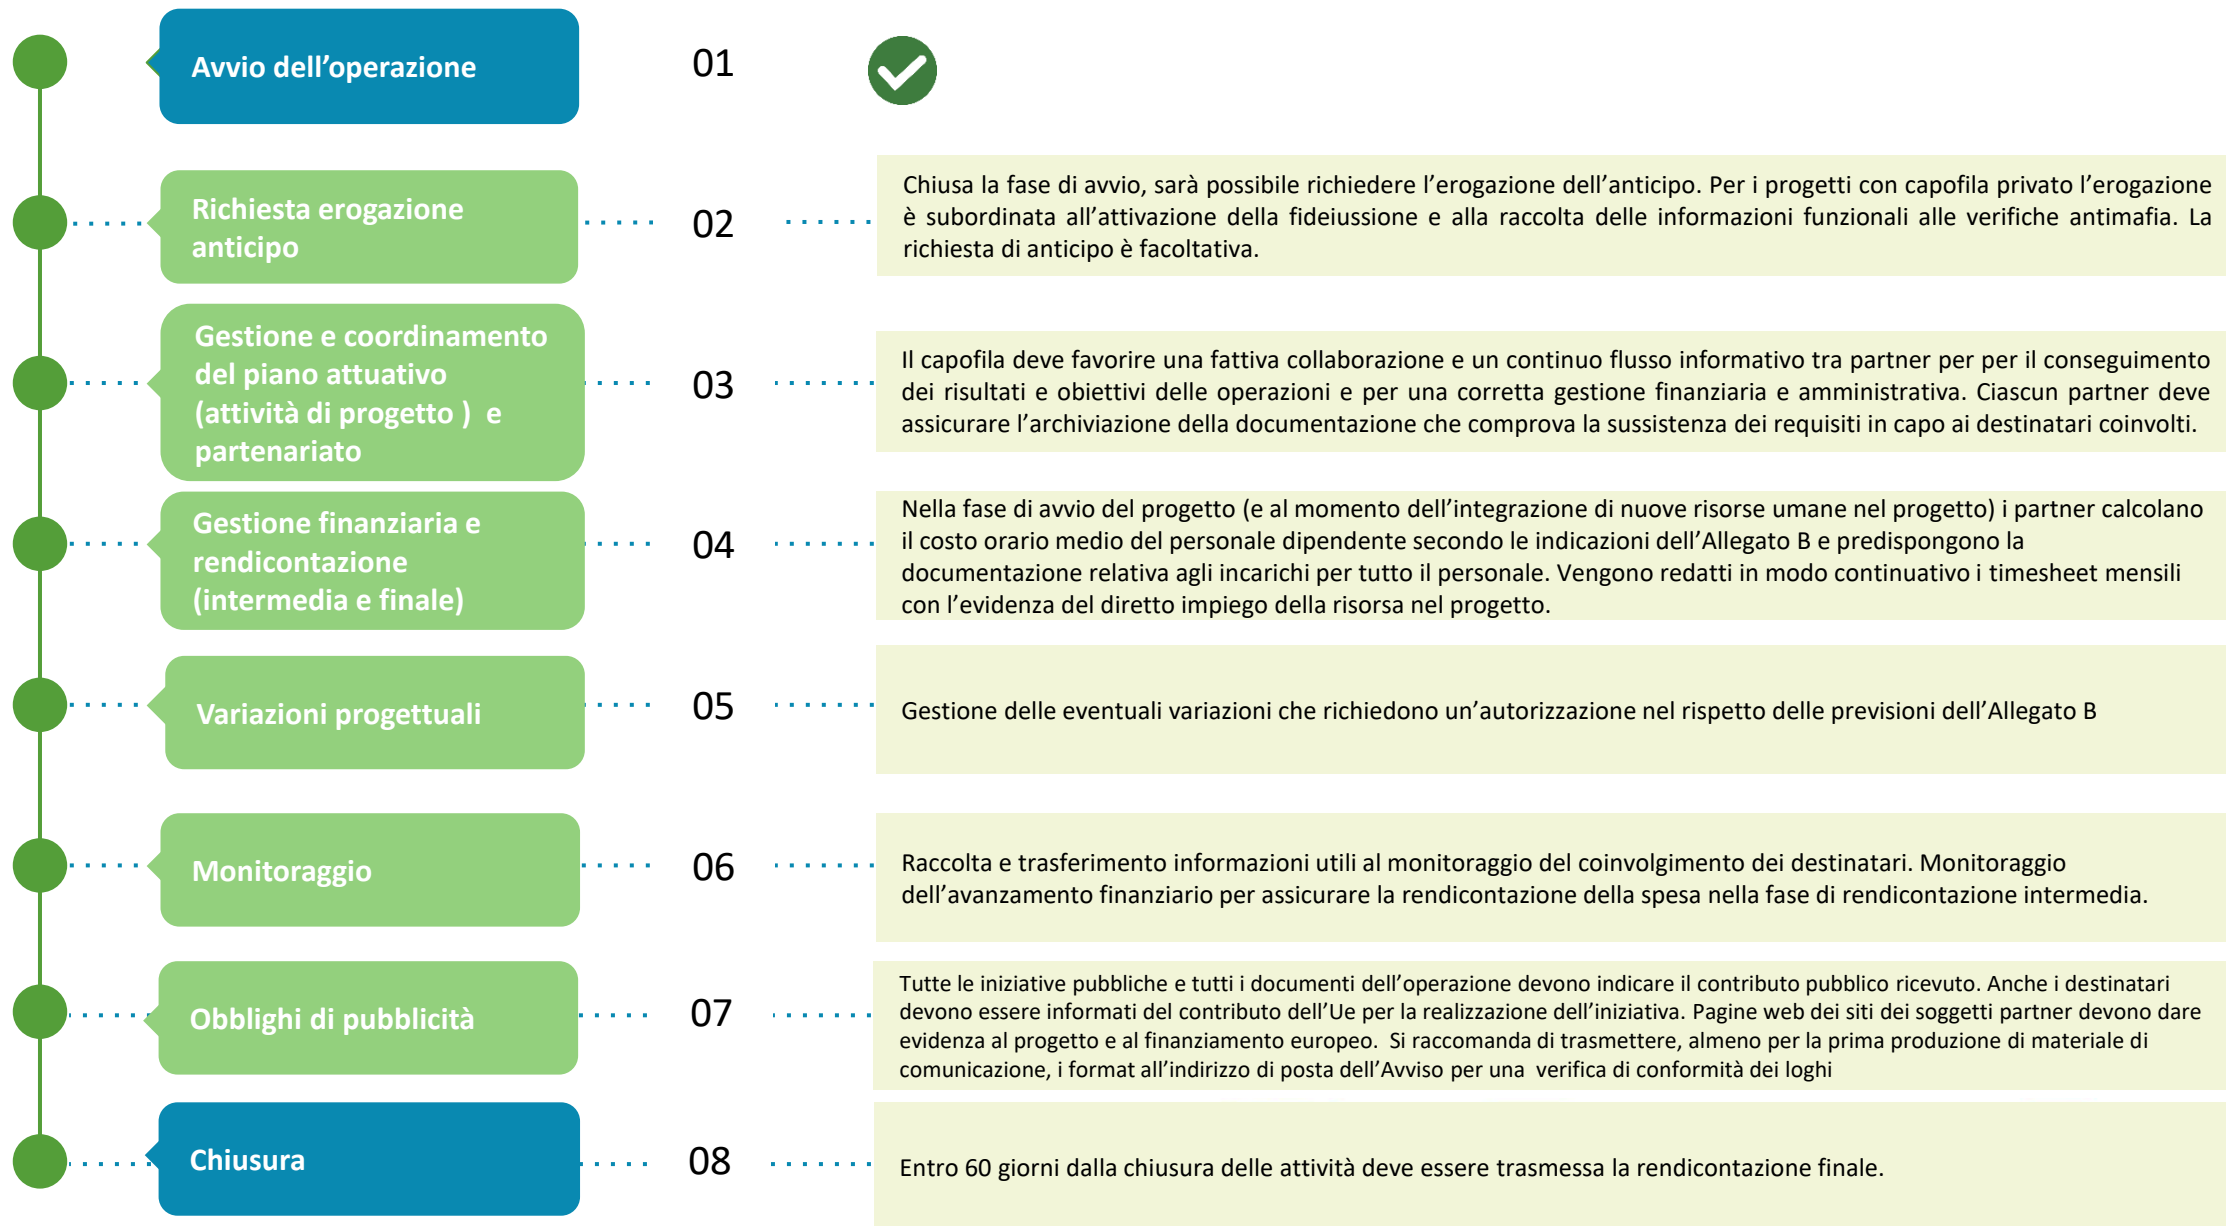 Avvio dell’operazione
01
Richiesta erogazione
anticipo
02
Chiusa la fase di avvio, sarà possibile richiedere l’erogazione dell’anticipo. Per i progetti con capofila privato l’erogazione
è subordinata all’attivazione della fideiussione e alla raccolta delle informazioni funzionali alle verifiche antimafia. La
richiesta di anticipo è facoltativa.
Gestione e coordinamento
del piano attuativo
(attività di progetto ) e
partenariato
03
Il capofila deve favorire una fattiva collaborazione e un continuo flusso informativo tra partner per per il conseguimento
dei risultati e obiettivi delle operazioni e per una corretta gestione finanziaria e amministrativa. Ciascun partner deve
assicurare l’archiviazione della documentazione che comprova la sussistenza dei requisiti in capo ai destinatari coinvolti.
Gestione finanziaria e
rendicontazione
(intermedia e finale)
04
Nella fase di avvio del progetto (e al momento dell’integrazione di nuove risorse umane nel progetto) i partner calcolano
il costo orario medio del personale dipendente secondo le indicazioni dell’Allegato B e predispongono la
documentazione relativa agli incarichi per tutto il personale. Vengono redatti in modo continuativo i timesheet mensili
con l’evidenza del diretto impiego della risorsa nel progetto.
Variazioni progettuali
05
Gestione delle eventuali variazioni che richiedono un’autorizzazione nel rispetto delle previsioni dell’Allegato B
Monitoraggio
06
Raccolta e trasferimento informazioni utili al monitoraggio del coinvolgimento dei destinatari. Monitoraggio
dell’avanzamento finanziario per assicurare la rendicontazione della spesa nella fase di rendicontazione intermedia.
Obblighi di pubblicità
07
Tutte le iniziative pubbliche e tutti i documenti dell’operazione devono indicare il contributo pubblico ricevuto. Anche i destinatari
devono essere informati del contributo dell’Ue per la realizzazione dell’iniziativa. Pagine web dei siti dei soggetti partner devono dare
evidenza al progetto e al finanziamento europeo. Si raccomanda di trasmettere, almeno per la prima produzione di materiale di
comunicazione, i format all’indirizzo di posta dell’Avviso per una verifica di conformità dei loghi
Chiusura
08
Entro 60 giorni dalla chiusura delle attività deve essere trasmessa la rendicontazione finale.